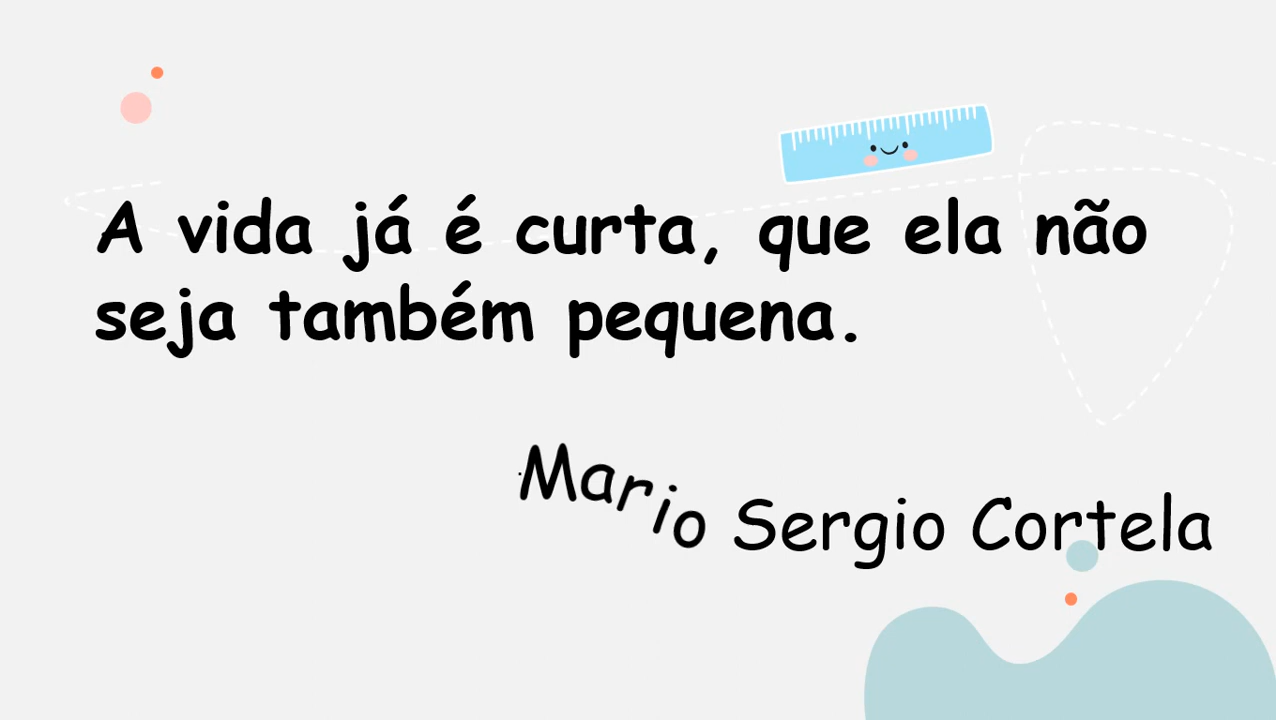 A vida já é curta, que ela não
seja também pequena.
Mario Sergio Cortela